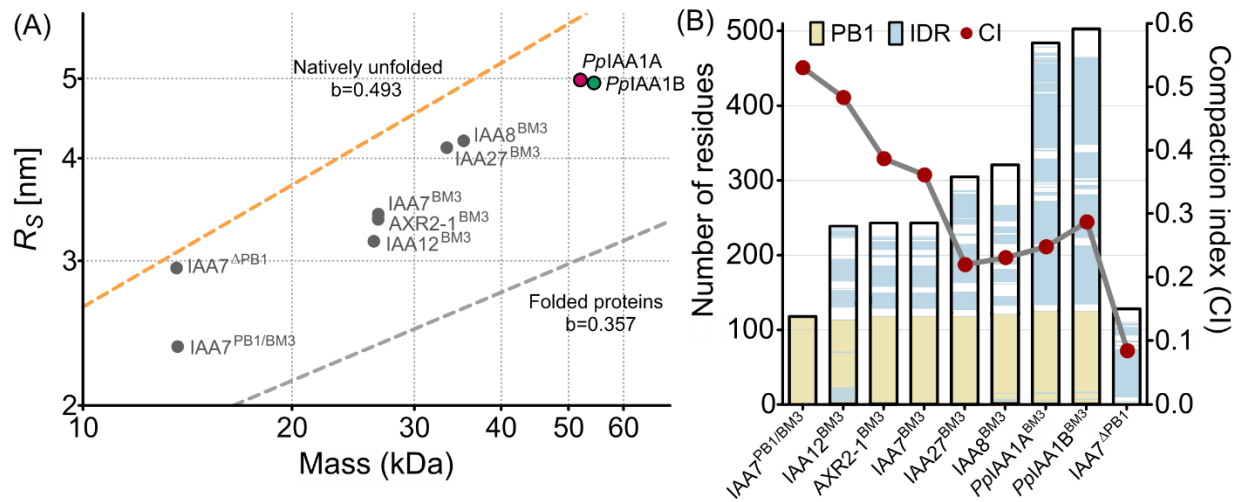 (A)
R_S [nm]
5
4
3
2
Natively unfolded
b=0.493
PpIAA1A
PpIAA1B
IAA8^BM3
IAA27^BM3
IAA7^BM3
AXR2-1^BM3
IAA12^BM3
IAA7^ΔPB1
IAA7^PB1/BM3
Folded proteins
b=0.357
10 20 30 40 50 60
Mass (kDa)
(B)
Number of residues
500
400
300
200
100
0
PB1 IDR CI
0.6
0.5
0.4
0.3
0.2
0.1
0.0
Compaction index (CI)
IAA7^PB1/BM3
IAA12^BM3
AXR2-1^BM3
IAA7^BM3
IAA27^BM3
IAA8^BM3
PpIAA1A^BM3
PpIAA1B^BM3
IAA7^ΔPB1